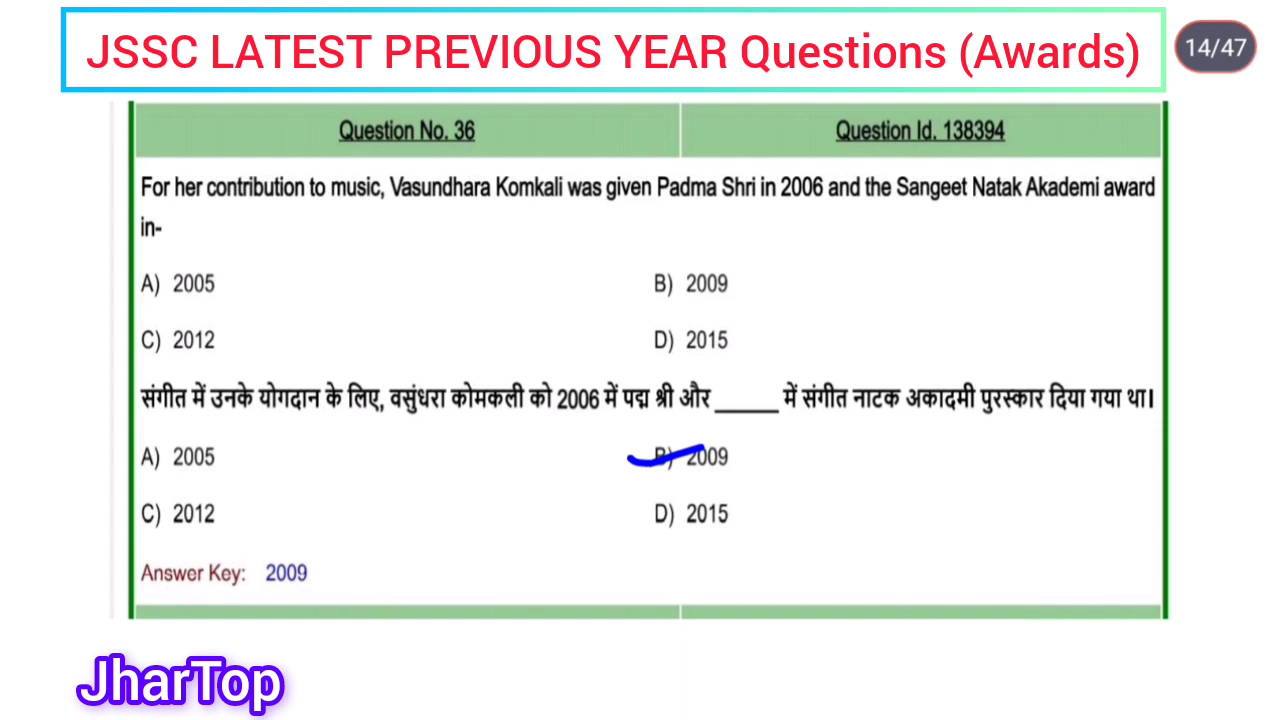 JSSC LATEST PREVIOUS YEAR Questions (Awards)
14/47
Question No. 36
Question Id. 138394
For her contribution to music, Vasundhara Komkali was given Padma Shri in 2006 and the Sangeet Natak Akademi award
in-
A) 2005
B) 2009
C) 2012
D) 2015
संगीत में उनके योगदान के लिए, वसुंधरा कोमकली को 2006 में पद्म श्री और ______ में संगीत नाटक अकादमी पुरस्कार दिया गया था।
A) 2005
B) 2009
C) 2012
D) 2015
Answer Key: 2009
JharTop